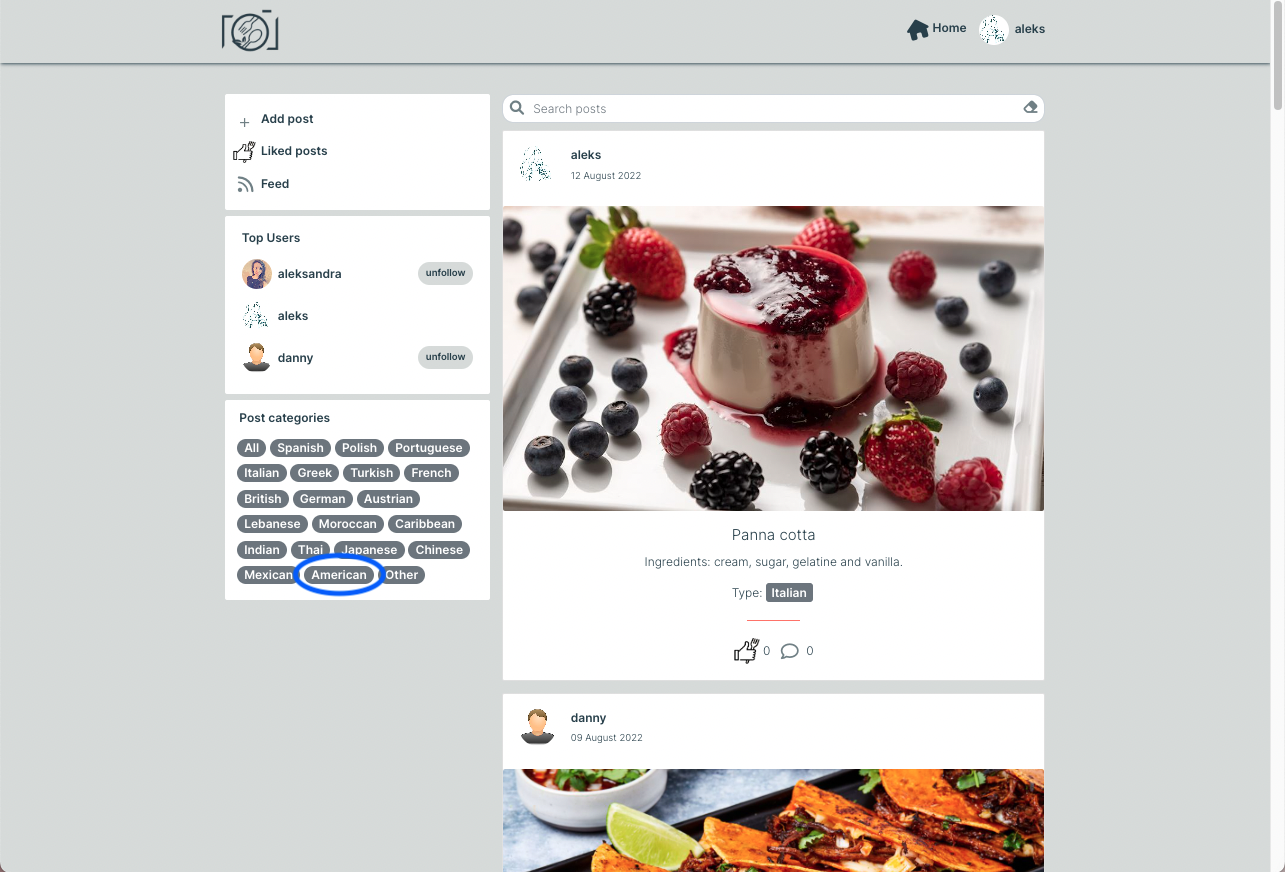 Home aleks
Add post
Liked posts
Feed
Top Users
aleksandra unfollow
aleks
danny unfollow
Post categories
All Spanish Polish Portuguese
Italian Greek Turkish French
British German Austrian
Lebanese Moroccan Caribbean
Indian Thai Japanese Chinese
Mexican American Other
Search posts
aleks
12 August 2022
Panna cotta
Ingredients: cream, sugar, gelatine and vanilla.
Type: Italian
0 0
danny
09 August 2022